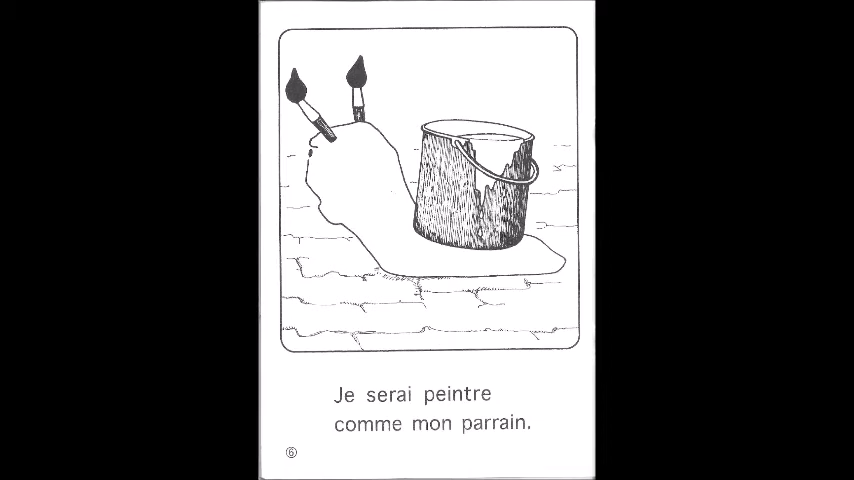 Je serai peintre
comme mon parrain.
⑥